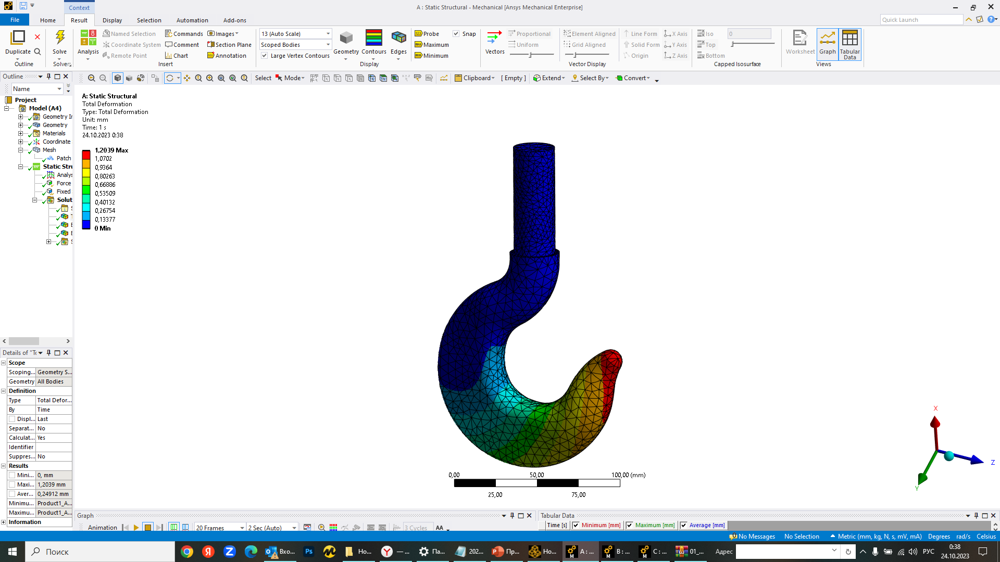 Context
A : Static Structural - Mechanical [Ansys Mechanical Enterprise]
File Home Result Display Selection Automation Add-ons
Quick Launch
Duplicate
Outline
Solve
Solver
Analysis
Named Selection
Coordinate System
Remote Point
Commands
Comment
Chart
Images
Section Plane
Annotation
Insert
13 (Auto Scale)
Scoped Bodies
Large Vertex Contours
Geometry Contours Edges
Display
Probe
Maximum
Minimum
Snap
Vectors
Proportional
Uniform
Element Aligned
Grid Aligned
Line Form
Solid Form
Origin
X Axis
Y Axis
Z Axis
Vector Display
Iso
Top
Bottom
0
Capped Isosurface
Worksheet Graph Tabular Data
Views
Select Mode Clipboard [ Empty ] Extend Select By Convert
Outline
Name
Project
Model (A4)
Geometry
Geometry
Materials
Coordinate
Mesh
Patch
Static Stru
Analys
Force
Fixed
Solut
A: Static Structural
Total Deformation
Type: Total Deformation
Unit: mm
Time: 1 s
24.10.2023 0:38
1,2039 Max
1,0702
0,9364
0,80263
0,66886
0,53509
0,40132
0,26754
0,13377
0 Min
0,00 50,00 100,00 (mm)
25,00 75,00
X
Y
Z
Details of "To
Scope
Scoping... Geometry S...
Geometry All Bodies
Definition
Type Total Defor...
By Time
Displ... Last
Separat... No
Calculat... Yes
Identifier
Suppres... No
Results
Mini... 0, mm
Maxi... 1,2039 mm
Aver... 0,24912 mm
Minimu... Product1_A...
Maximu... Product1_A...
Information
Graph
Animation 20 Frames 2 Sec (Auto) 3 Cycles AA
Tabular Data
Time [s] Minimum [mm] Maximum [mm] Average [mm]
No Messages No Selection Metric (mm, kg, N, s, mV, mA) Degrees rad/s Celsius
Поиск
Вхо...
Но...
— ...
Па...
202...
Пр...
Но...
A : ...
B : ...
C : ...
01_...
Адрес
РУС
0:38
24.10.2023